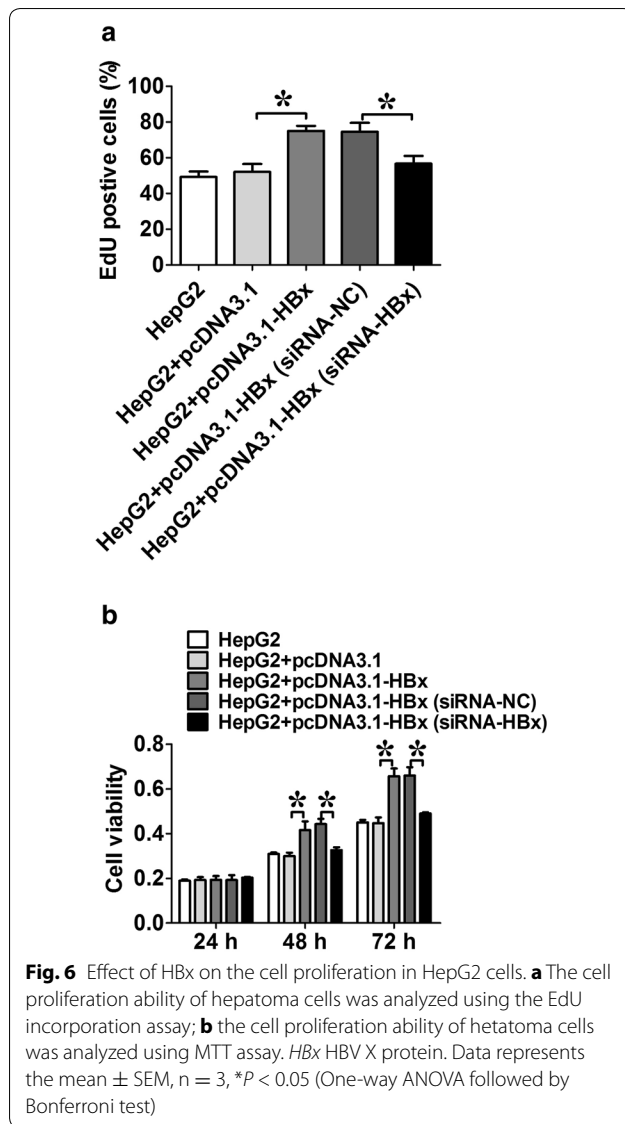 a
EdU postive cells (%)
100
80
60
40
20
0
*
*
HepG2
HepG2+pcDNA3.1
HepG2+pcDNA3.1-HBx
HepG2+pcDNA3.1-HBx (siRNA-NC)
HepG2+pcDNA3.1-HBx (siRNA-HBx)
b
HepG2
HepG2+pcDNA3.1
HepG2+pcDNA3.1-HBx
HepG2+pcDNA3.1-HBx (siRNA-NC)
HepG2+pcDNA3.1-HBx (siRNA-HBx)
Cell viability
0.8
0.6
0.4
0.2
0.0
*
*
*
*
24 h
48 h
72 h
Fig. 6 Effect of HBx on the cell proliferation in HepG2 cells. a The cell
proliferation ability of hepatoma cells was analyzed using the EdU
incorporation assay; b the cell proliferation ability of hetatoma cells
was analyzed using MTT assay. HBx HBV X protein. Data represents
the mean ± SEM, n = 3, *P < 0.05 (One-way ANOVA followed by
Bonferroni test)